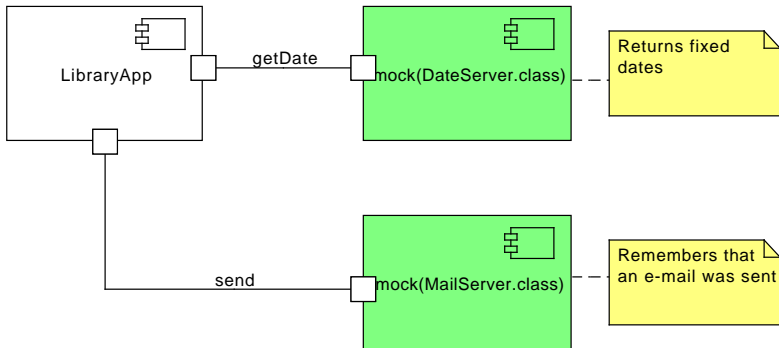 LibraryApp
getDate
mock(DateServer.class)
Returns fixed
dates
send
mock(MailServer.class)
Remembers that
an e-mail was sent